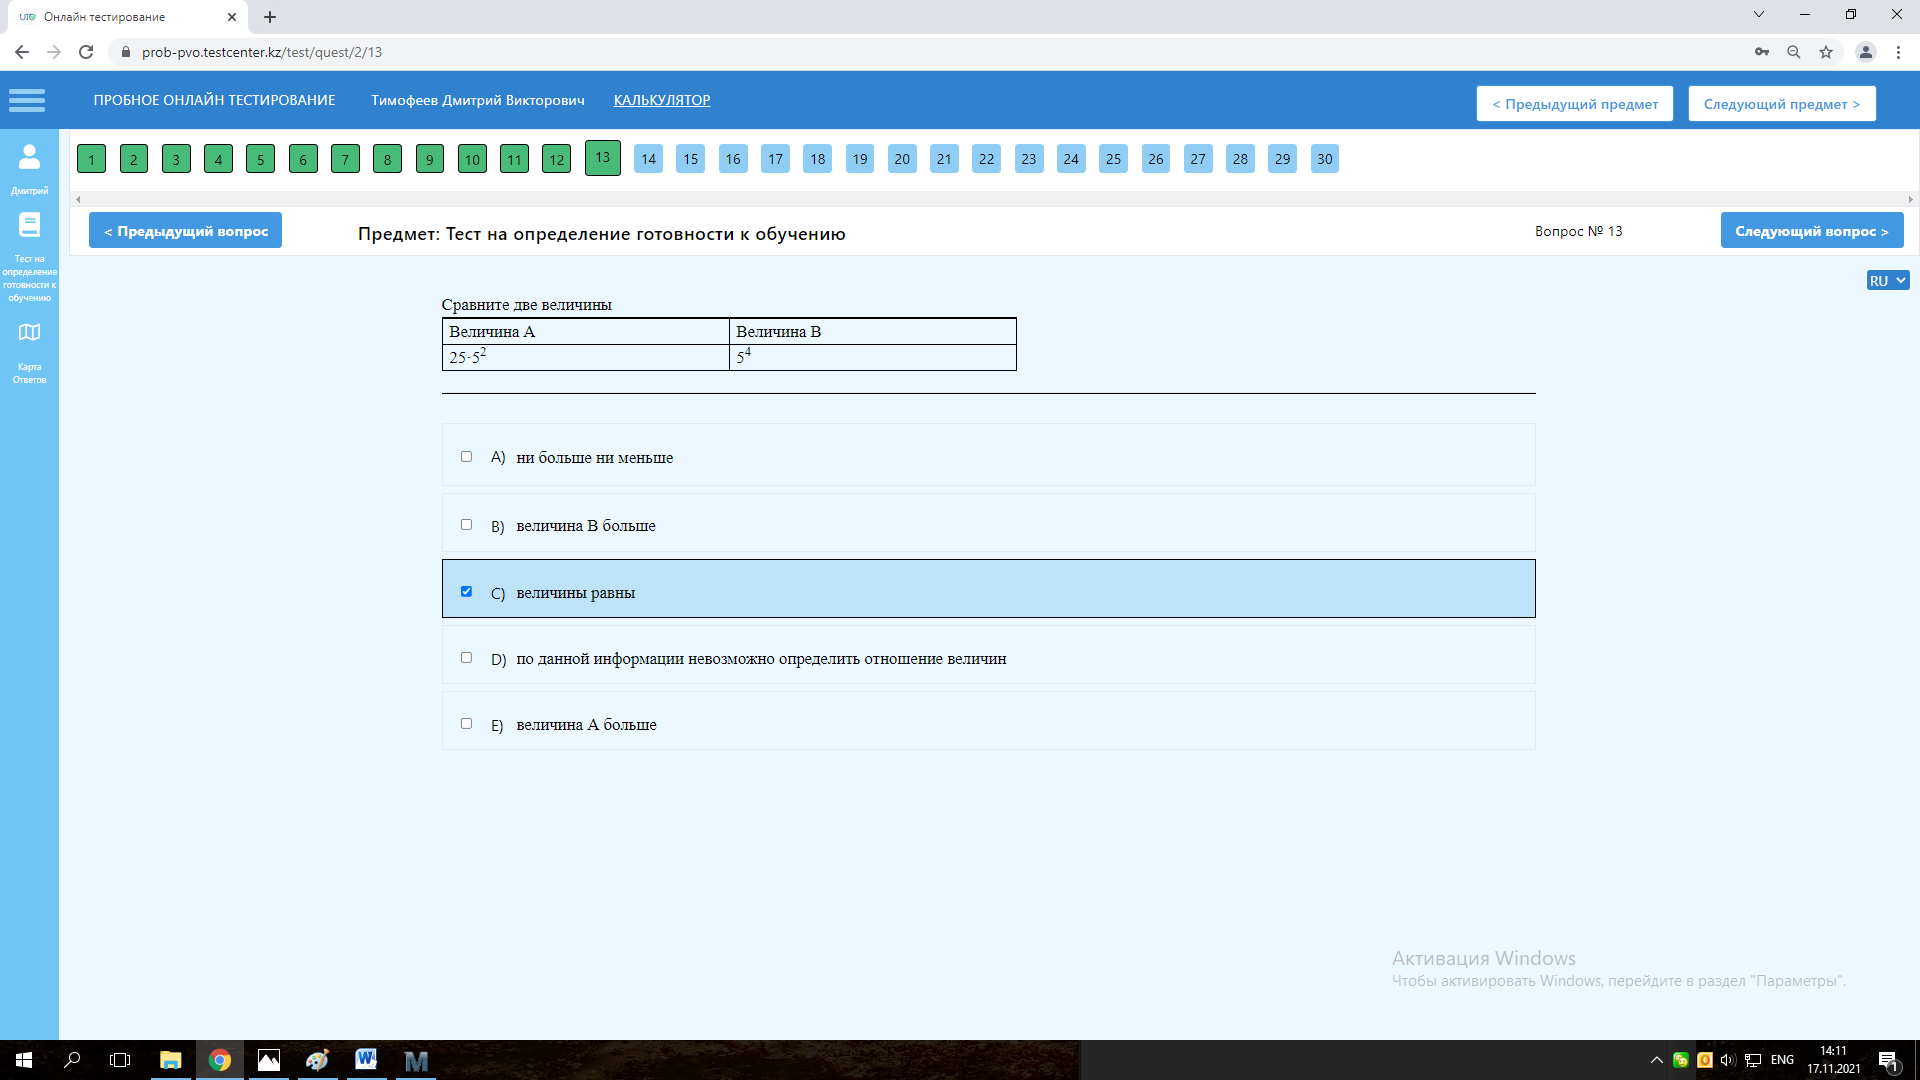 Онлайн тестирование
prob-pvo.testcenter.kz/test/quest/2/13
ПРОБНОЕ ОНЛАЙН ТЕСТИРОВАНИЕ Тимофеев Дмитрий Викторович КАЛЬКУЛЯТОР < Предыдущий предмет Следующий предмет >
1 2 3 4 5 6 7 8 9 10 11 12 13 14 15 16 17 18 19 20 21 22 23 24 25 26 27 28 29 30
Дмитрий
Тест на
определение
готовности к
обучению
Карта
Ответов
< Предыдущий вопрос Предмет: Тест на определение готовности к обучению Вопрос № 13 Следующий вопрос >
RU
Сравните две величины
Величина А Величина В
25·5² 5⁴
A) ни больше ни меньше
B) величина В больше
C) величины равны
D) по данной информации невозможно определить отношение величин
E) величина А больше
Активация Windows
Чтобы активировать Windows, перейдите в раздел "Параметры".
ENG 14:11
17.11.2021
1